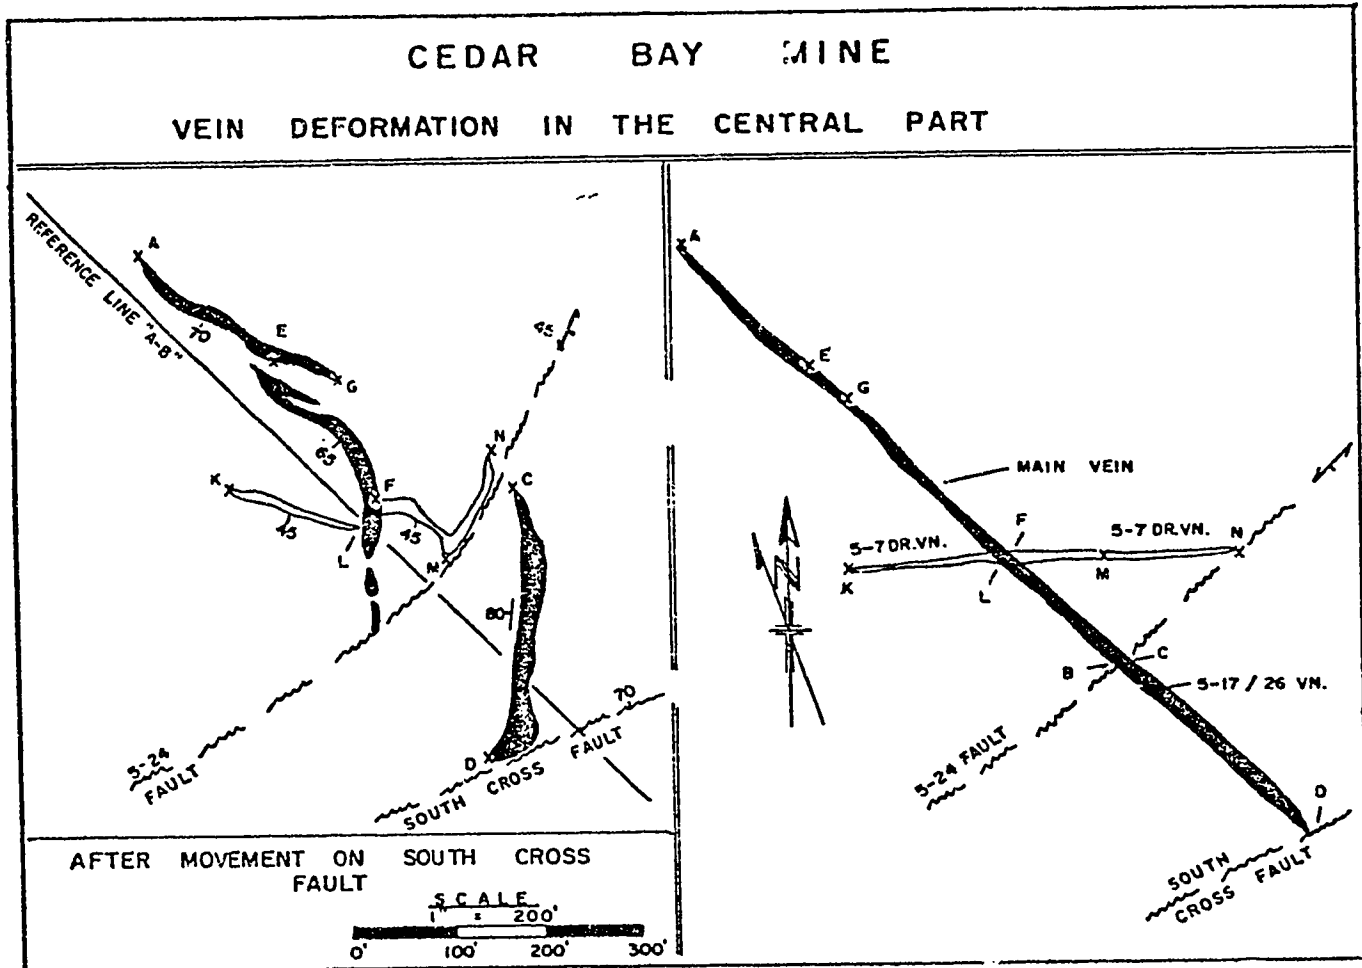 CEDAR BAY MINE
VEIN DEFORMATION IN THE CENTRAL PART
REFERENCE LINE "A-B"
A
70
E
G
45
65
K
F
N
C
45
45
L
M
80
70
D
5-24
FAULT
SOUTH CROSS FAULT
AFTER MOVEMENT ON SOUTH CROSS
FAULT
SCALE
1" = 200'
0' 100' 200' 300'
A
E
G
MAIN VEIN
F
5-7 DR.VN.
5-7 DR.VN.
N
K
L
M
B
C
5-17 / 26 VN.
5-24 FAULT
D
SOUTH
CROSS FAULT